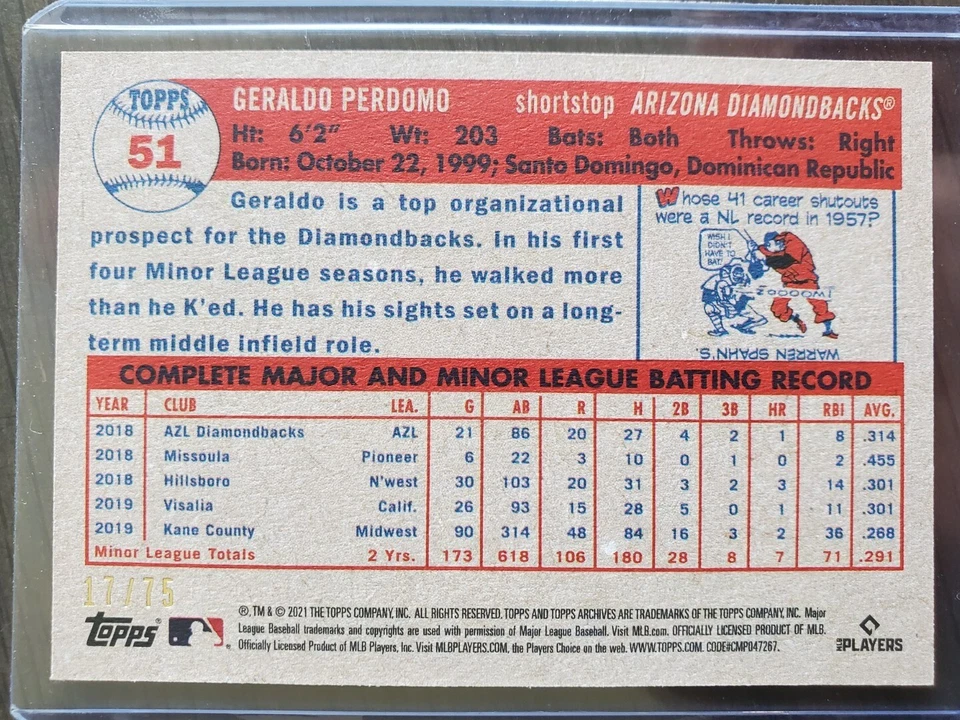 TOPPS
51
GERALDO PERDOMO shortstop ARIZONA DIAMONDBACKS®
Ht: 6'2" Wt: 203 Bats: Both Throws: Right
Born: October 22, 1999; Santo Domingo, Dominican Republic
Geraldo is a top organizational
prospect for the Diamondbacks. In his first
four Minor League seasons, he walked more
than he K'ed. He has his sights set on a long-
term middle infield role.
Whose 41 career shutouts
were a NL record in 1957?
WISH I
DIDN'T
HAVE TO
BAT!
ZOOOOM!
WARREN SPAHN'S.
COMPLETE MAJOR AND MINOR LEAGUE BATTING RECORD
YEAR CLUB LEA. G AB R H 2B 3B HR RBI AVG.
2018 AZL Diamondbacks AZL 21 86 20 27 4 2 1 8 .314
2018 Missoula Pioneer 6 22 3 10 0 1 0 2 .455
2018 Hillsboro N'west 30 103 20 31 3 2 3 14 .301
2019 Visalia Calif. 26 93 15 28 5 0 1 11 .301
2019 Kane County Midwest 90 314 48 84 16 3 2 36 .268
Minor League Totals 2 Yrs. 173 618 106 180 28 8 7 71 .291
17/75
®, TM & © 2021 THE TOPPS COMPANY, INC. ALL RIGHTS RESERVED. TOPPS AND TOPPS ARCHIVES ARE TRADEMARKS OF THE TOPPS COMPANY, INC. Major
League Baseball trademarks and copyrights are used with permission of Major League Baseball. Visit MLB.com. OFFICIALLY LICENSED PRODUCT OF MLB.
Officially Licensed Product of MLB Players, Inc. Visit MLBPLAYERS.com, the Players Choice on the web. WWW.TOPPS.COM. CODE#CMP047267.
TOPPS®
MLB PLAYERS